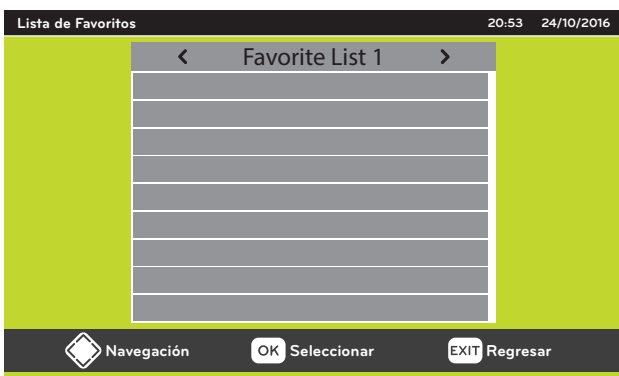 Lista de Favoritos 20:53 24/10/2016
Favorite List 1
Navegación OK Seleccionar EXIT Regresar